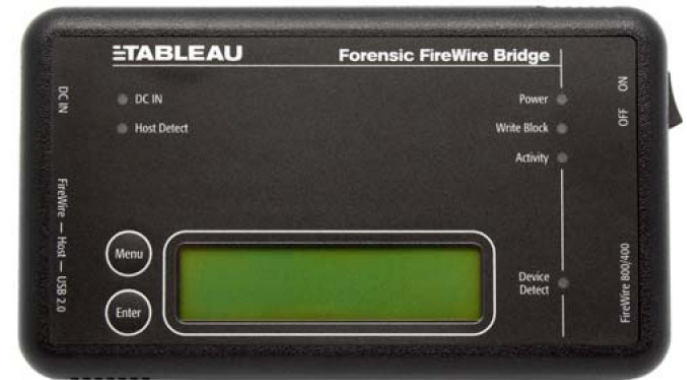 TABLEAU
Forensic FireWire Bridge
DC IN
FireWire — Host — USB 2.0
DC IN
Host Detect
Power
Write Block
Activity
Menu
Enter
Device
Detect
OFF ON
FireWire 800/400